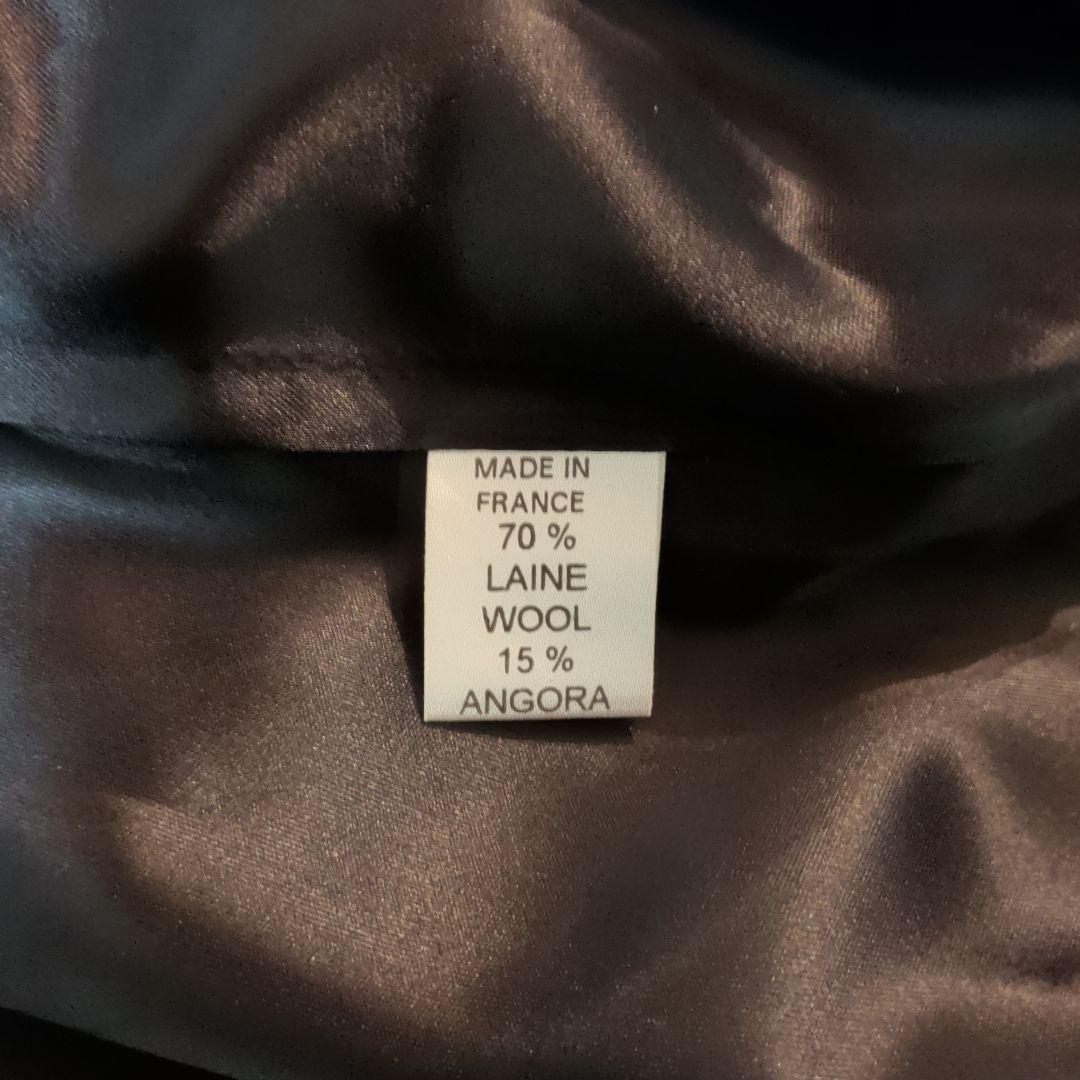 MADE IN
FRANCE
70 %
LAINE
WOOL
15 %
ANGORA